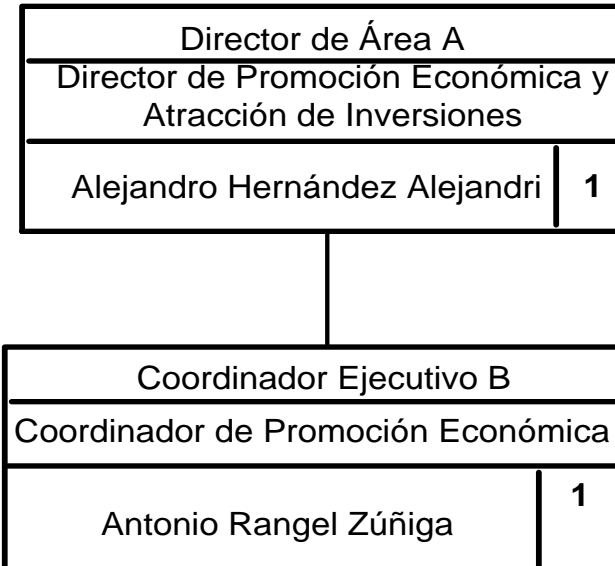 Director de Área A
Director de Promoción Económica y
Atracción de Inversiones
Alejandro Hernández Alejandri 1
Coordinador Ejecutivo B
Coordinador de Promoción Económica
Antonio Rangel Zúñiga 1